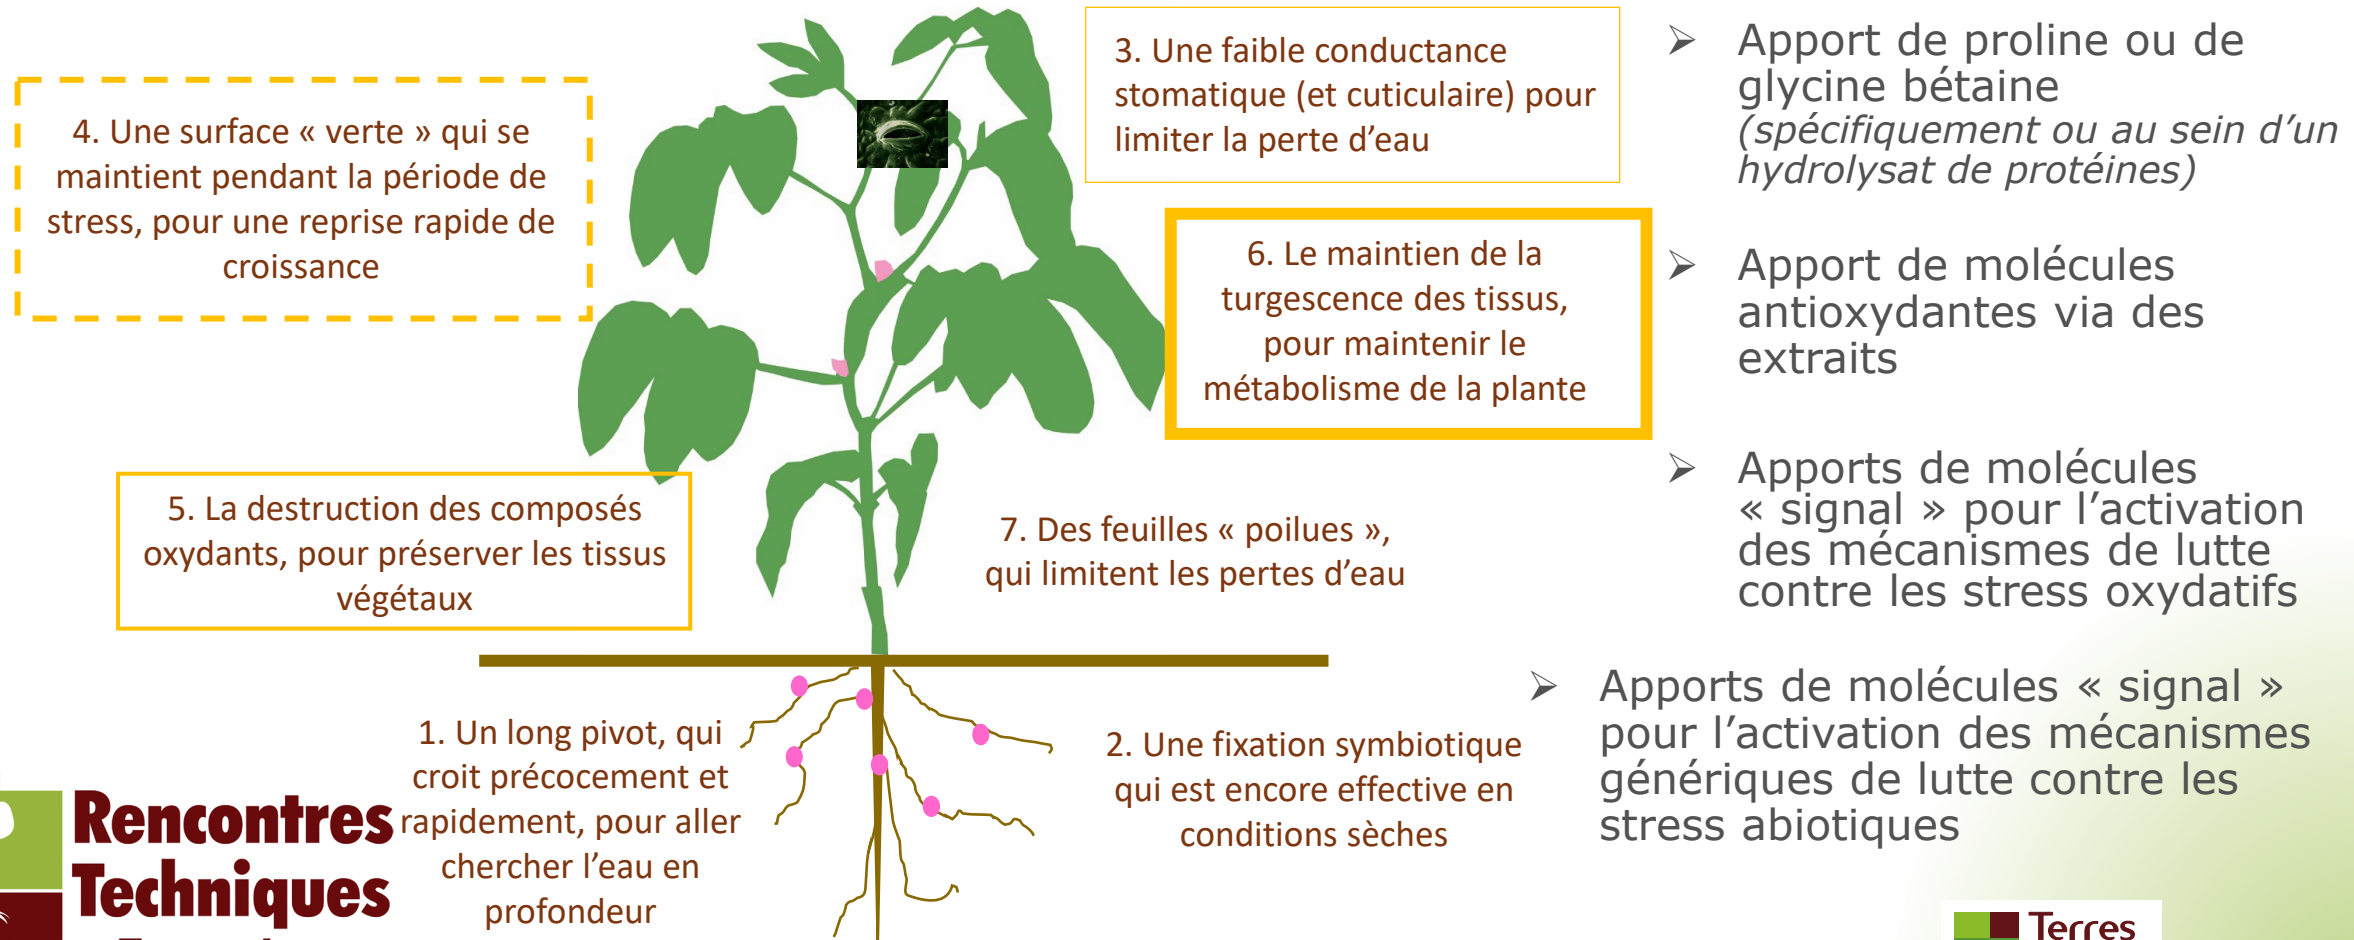 3. Une faible conductance
stomatique (et cuticulaire) pour
limiter la perte d’eau
4. Une surface « verte » qui se
maintient pendant la période de
stress, pour une reprise rapide de
croissance
6. Le maintien de la
turgescence des tissus,
pour maintenir le
métabolisme de la plante
5. La destruction des composés
oxydants, pour préserver les tissus
végétaux
7. Des feuilles « poilues »,
qui limitent les pertes d’eau
1. Un long pivot, qui
croit précocement et
rapidement, pour aller
chercher l’eau en
profondeur
2. Une fixation symbiotique
qui est encore effective en
conditions sèches
➢ Apport de proline ou de
glycine bétaine
(spécifiquement ou au sein d’un
hydrolysat de protéines)
➢ Apport de molécules
antioxydantes via des
extraits
➢ Apports de molécules
« signal » pour l’activation
des mécanismes de lutte
contre les stress oxydatifs
➢ Apports de molécules « signal »
pour l’activation des mécanismes
génériques de lutte contre les
stress abiotiques
Rencontres
Techniques
Terres